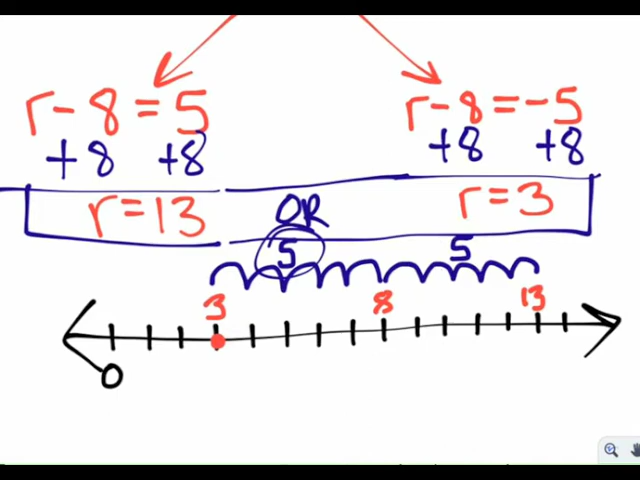 r-8=5 r-8=-5
+8 +8 +8 +8
r=13 OR r=3
5 5
3 8 13
0